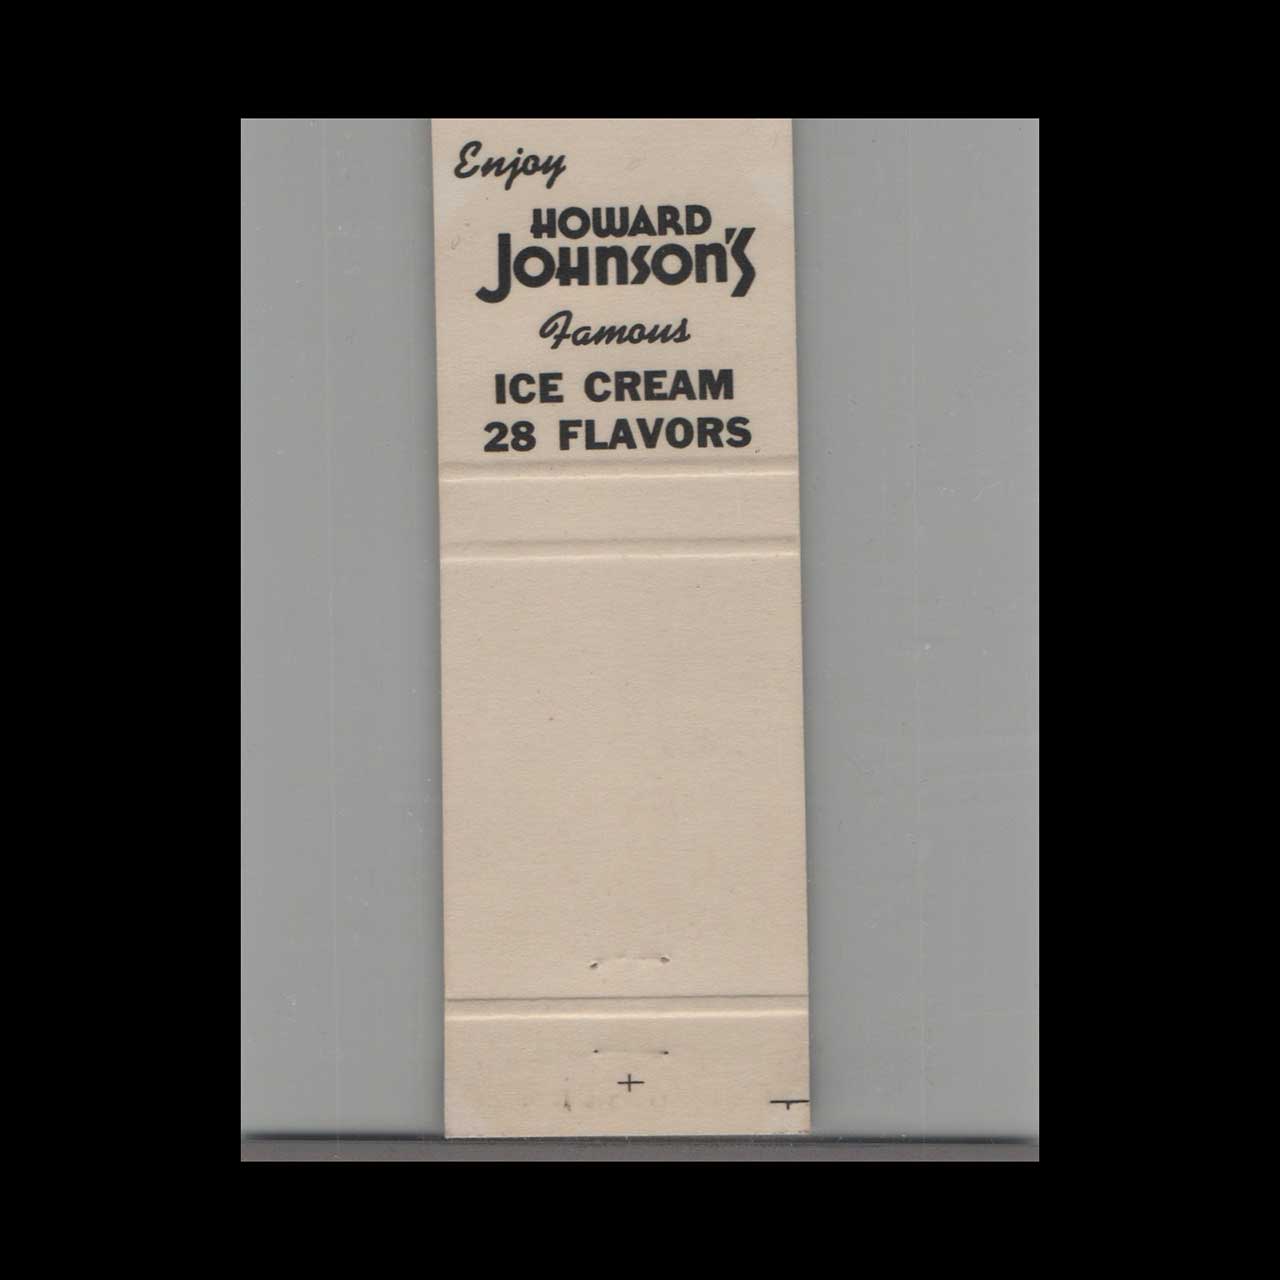 Enjoy
HOWARD
JOHNSON'S
Famous
ICE CREAM
28 FLAVORS